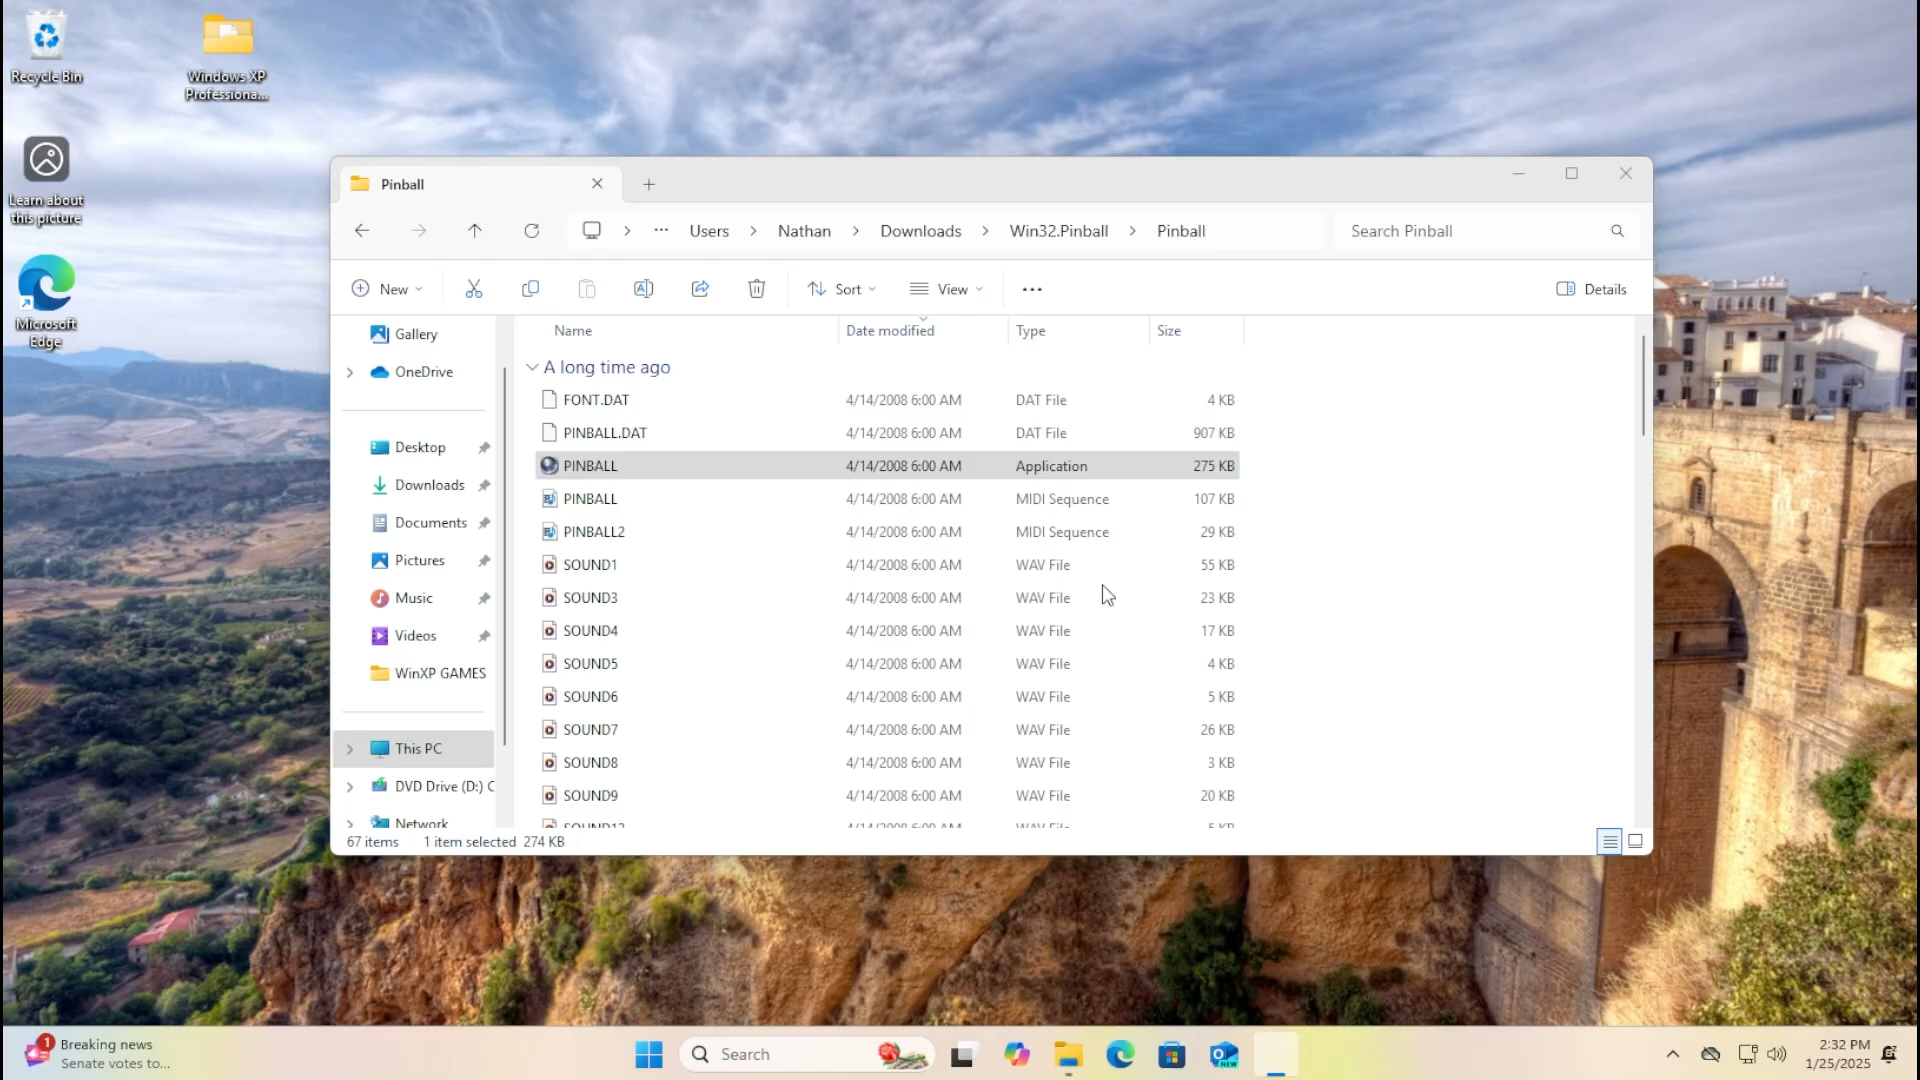 Recycle Bin
Windows XP
Professiona...
Learn about
this picture
Microsoft
Edge
Pinball
Users
Nathan
Downloads
Win32.Pinball
Pinball
Search Pinball
New
Sort
View
Details
Gallery
OneDrive
Desktop
Downloads
Documents
Pictures
Music
Videos
WinXP GAMES
This PC
DVD Drive (D:) C
Network
Name Date modified Type Size
A long time ago
FONT.DAT 4/14/2008 6:00 AM DAT File 4 KB
PINBALL.DAT 4/14/2008 6:00 AM DAT File 907 KB
PINBALL 4/14/2008 6:00 AM Application 275 KB
PINBALL 4/14/2008 6:00 AM MIDI Sequence 107 KB
PINBALL2 4/14/2008 6:00 AM MIDI Sequence 29 KB
SOUND1 4/14/2008 6:00 AM WAV File 55 KB
SOUND3 4/14/2008 6:00 AM WAV File 23 KB
SOUND4 4/14/2008 6:00 AM WAV File 17 KB
SOUND5 4/14/2008 6:00 AM WAV File 4 KB
SOUND6 4/14/2008 6:00 AM WAV File 5 KB
SOUND7 4/14/2008 6:00 AM WAV File 26 KB
SOUND8 4/14/2008 6:00 AM WAV File 3 KB
SOUND9 4/14/2008 6:00 AM WAV File 20 KB
67 items 1 item selected 274 KB
1
Breaking news
Senate votes to...
Search
NEW
2:32 PM
1/25/2025